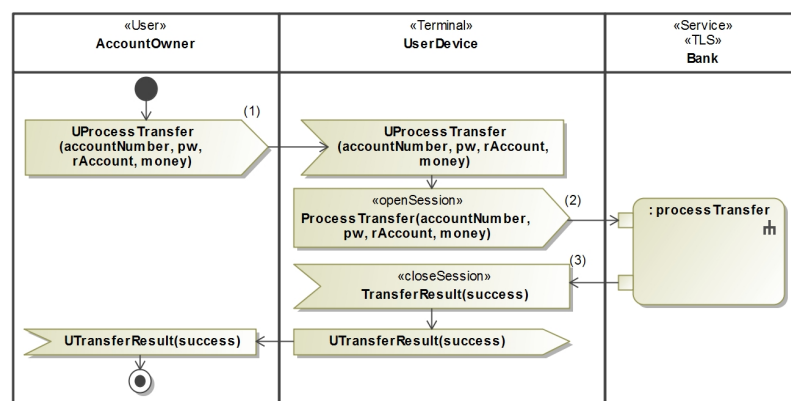 «User»
AccountOwner
«Terminal»
UserDevice
«Service»
«TLS»
Bank
(1)
UProcessTransfer
(accountNumber, pw,
rAccount, money)
UProcessTransfer
(accountNumber, pw, rAccount,
money)
«openSession»
(2)
ProcessTransfer(accountNumber,
pw, rAccount, money)
: processTransfer
(3)
«closeSession»
TransferResult(success)
UTransferResult(success)
UTransferResult(success)